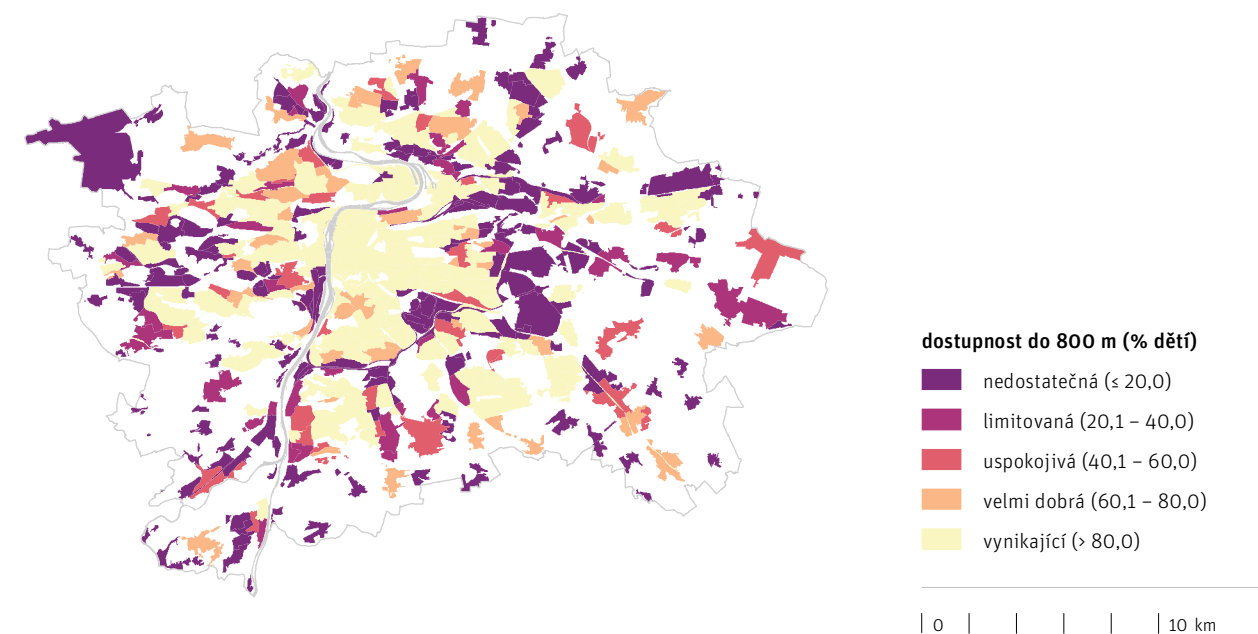 dostupnost do 800 m (% dětí)
nedostatečná (≤ 20,0)
limitovaná (20,1 – 40,0)
uspokojivá (40,1 – 60,0)
velmi dobrá (60,1 – 80,0)
vynikající (> 80,0)
0 10 km